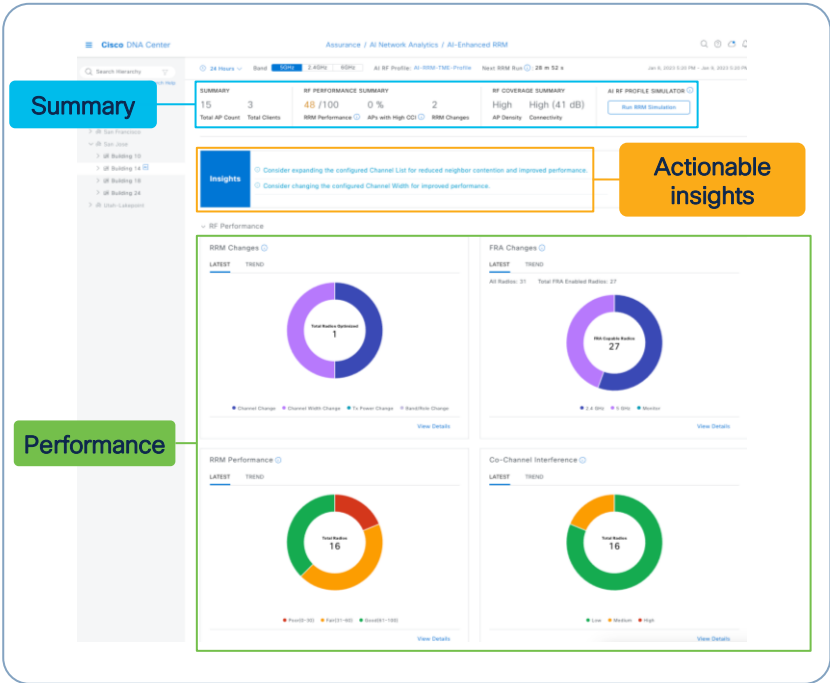 Cisco DNA Center
Assurance / AI Network Analytics / AI-Enhanced RRM
Search Hierarchy
24 Hours
Band
5GHz
2.4GHz
6GHz
AI RF Profile: AI-RRM-TME-Profile
Next RRM Run
: 28 m 52 s
Summary
SUMMARY
15
3
Total AP Count
Total Clients
RF PERFORMANCE SUMMARY
48 /100
0 %
2
RRM Performance
APs with High CCI
RRM Changes
RF COVERAGE SUMMARY
High
High (41 dB)
AP Density
Connectivity
AI RF PROFILE SIMULATOR
Run RRM Simulation
San Francisco
San Jose
Building 10
Building 14
Building 18
Building 24
Insights
Consider expanding the configured Channel List for reduced neighbor contention and improved performance.
Consider changing the configured Channel Width for improved performance.
Actionable
insights
RF Performance
RRM Changes
LATEST
TREND
Total Radios Optimized
1
Channel Change
Channel Width Change
Tx Power Change
Band/Role Change
View Details
FRA Changes
LATEST
TREND
All Radios: 31
Total FRA Enabled Radios: 27
FRA Capable Radios
27
2.4 GHz
5 GHz
Monitor
View Details
Performance
RRM Performance
LATEST
TREND
Total Radios
16
Poor(0-30)
Fair(31-60)
Good(61-100)
View Details
Co-Channel Interference
LATEST
TREND
Total Radios
16
Low
Medium
High
View Details